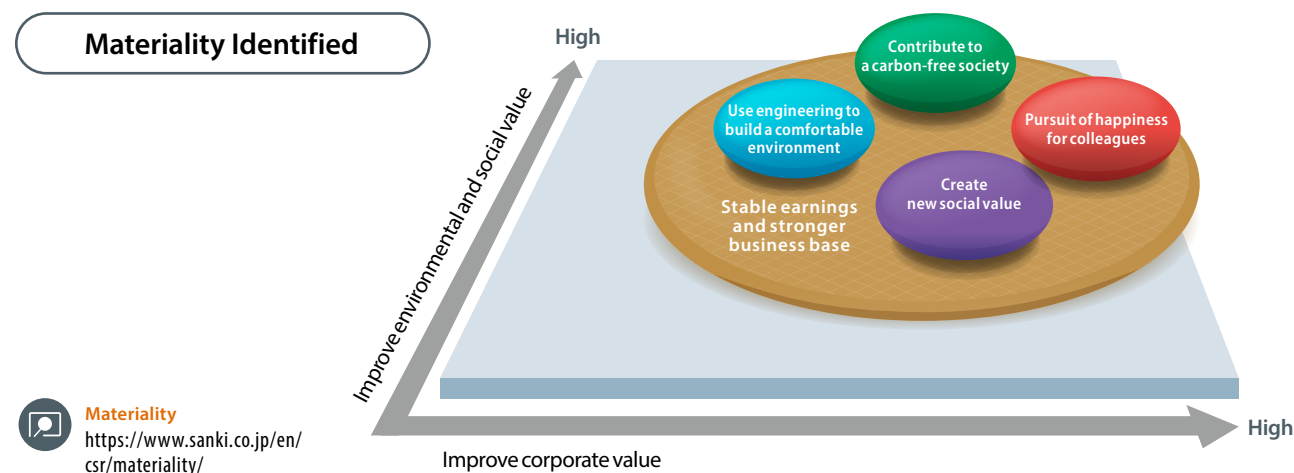 Materiality Identified
High
Contribute to
a carbon-free society
Use engineering to
build a comfortable
environment
Pursuit of happiness
for colleagues
Create
new social value
Stable earnings
and stronger
business base
Improve environmental and social value
Materiality
https://www.sanki.co.jp/en/
csr/materiality/
High
Improve corporate value